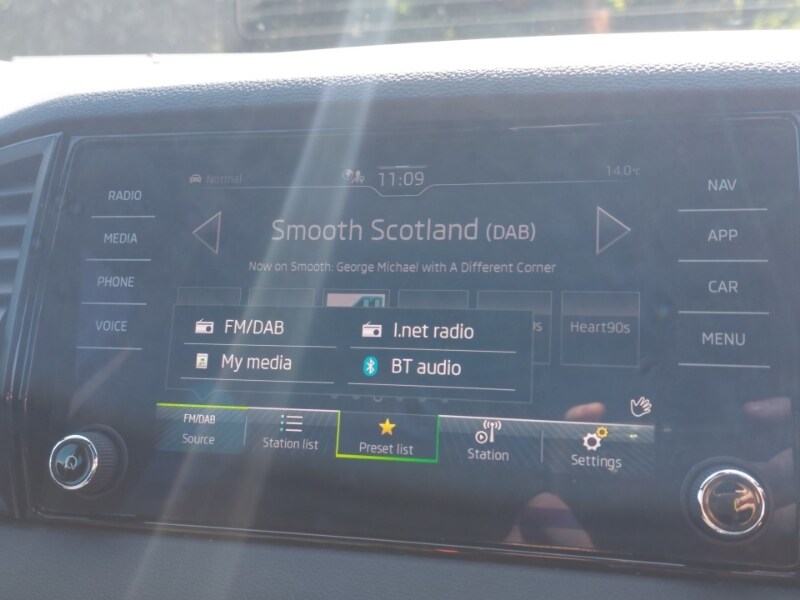 Normal
11:09
14.0°C
RADIO
MEDIA
PHONE
VOICE
Smooth Scotland (DAB)
Now on Smooth: George Michael with A Different Corner
NAV
APP
CAR
MENU
Heart90s
FM/DAB
I.net radio
My media
BT audio
FM/DAB
Source
Station list
Preset list
Station
Settings